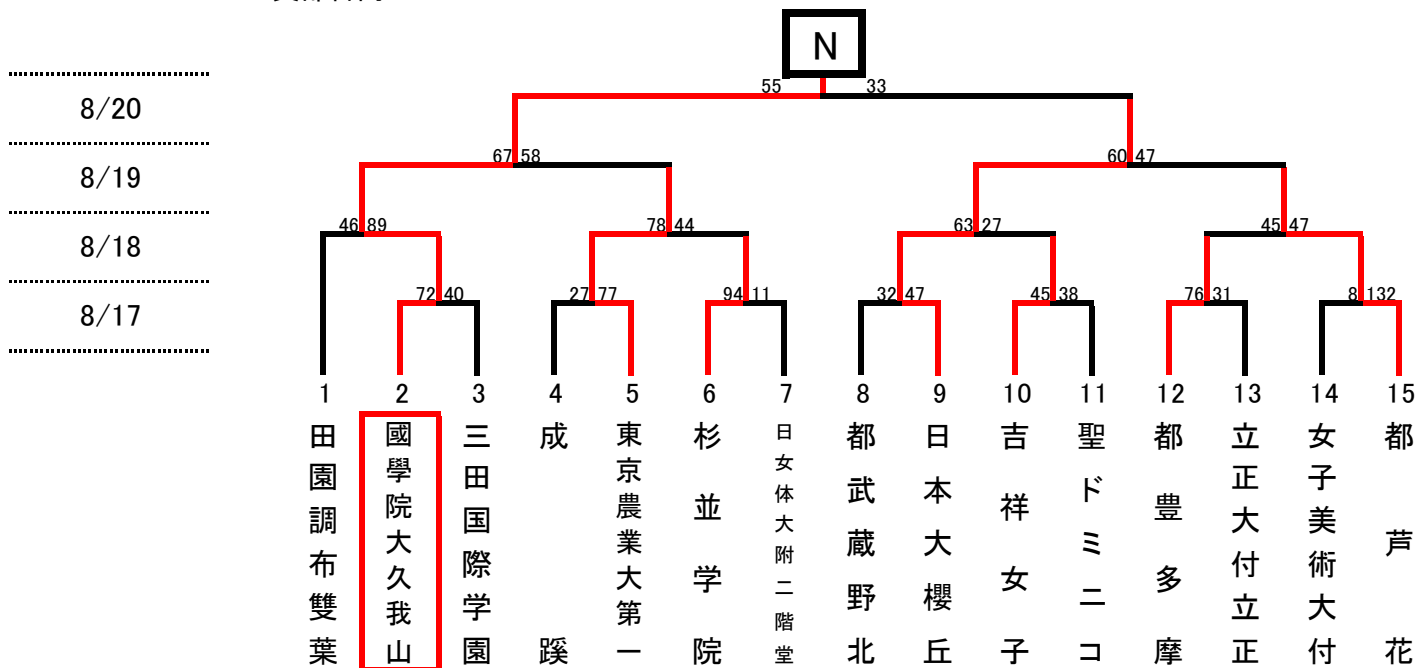 N
55 33
8/20
67 58
60 47
8/19
46 89
78 44
63 27
45 47
8/18
72 40
27 77
94 11
32 47
45 38
76 31
8 132
8/17
1 2 3 4 5 6 7 8 9 10 11 12 13 14 15
田園調布雙葉
國學院大久我山
三田国際学園
成蹊
東京農業大第一
杉並学院
日女体大附二階堂
都武蔵野北
日本大櫻丘
吉祥女子
聖ドミニコ
都豊多摩
立正大付立正
女子美術大付
都芦花